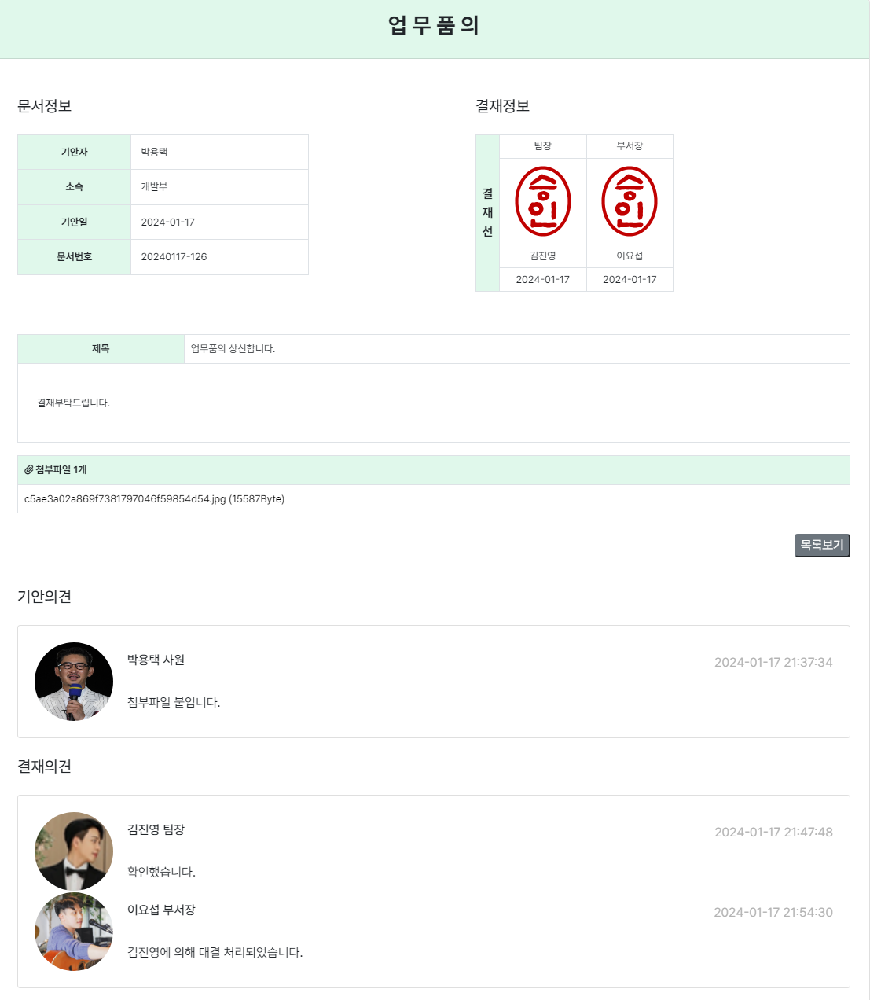 업 무 품 의
문서정보
기안자 박용택
소속 개발부
기안일 2024-01-17
문서번호 20240117-126
결재정보
결재선
팀장 부서장
승인 승인
김진영 이요섭
2024-01-17 2024-01-17
제목 업무품의 상신합니다.
결재부탁드립니다.
첨부파일 1개
c5ae3a02a869f7381797046f59854d54.jpg (15587Byte)
목록보기
기안의견
박용택 사원 2024-01-17 21:37:34
첨부파일 붙입니다.
결재의견
김진영 팀장 2024-01-17 21:47:48
확인했습니다.
이요섭 부서장 2024-01-17 21:54:30
김진영에 의해 대결 처리되었습니다.